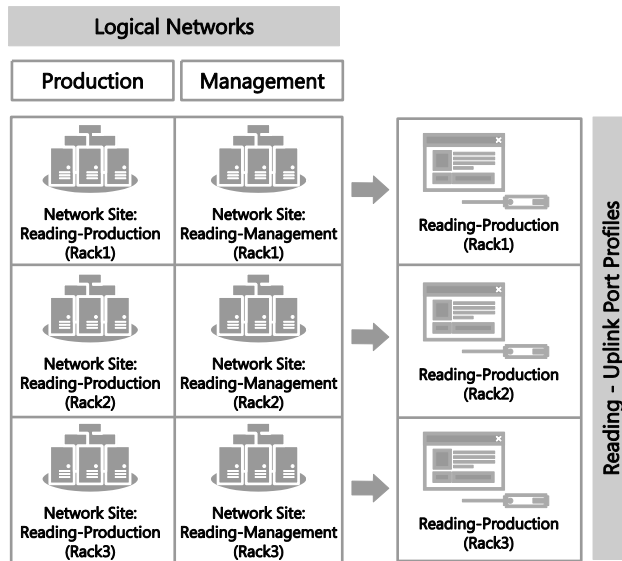 Logical Networks
Production
Management
Network Site:
Reading-Production
(Rack1)
Network Site:
Reading-Management
(Rack1)
Reading-Production
(Rack1)
Network Site:
Reading-Production
(Rack2)
Network Site:
Reading-Management
(Rack2)
Reading-Production
(Rack2)
Network Site:
Reading-Production
(Rack3)
Network Site:
Reading-Management
(Rack3)
Reading-Production
(Rack3)
Reading - Uplink Port Profiles